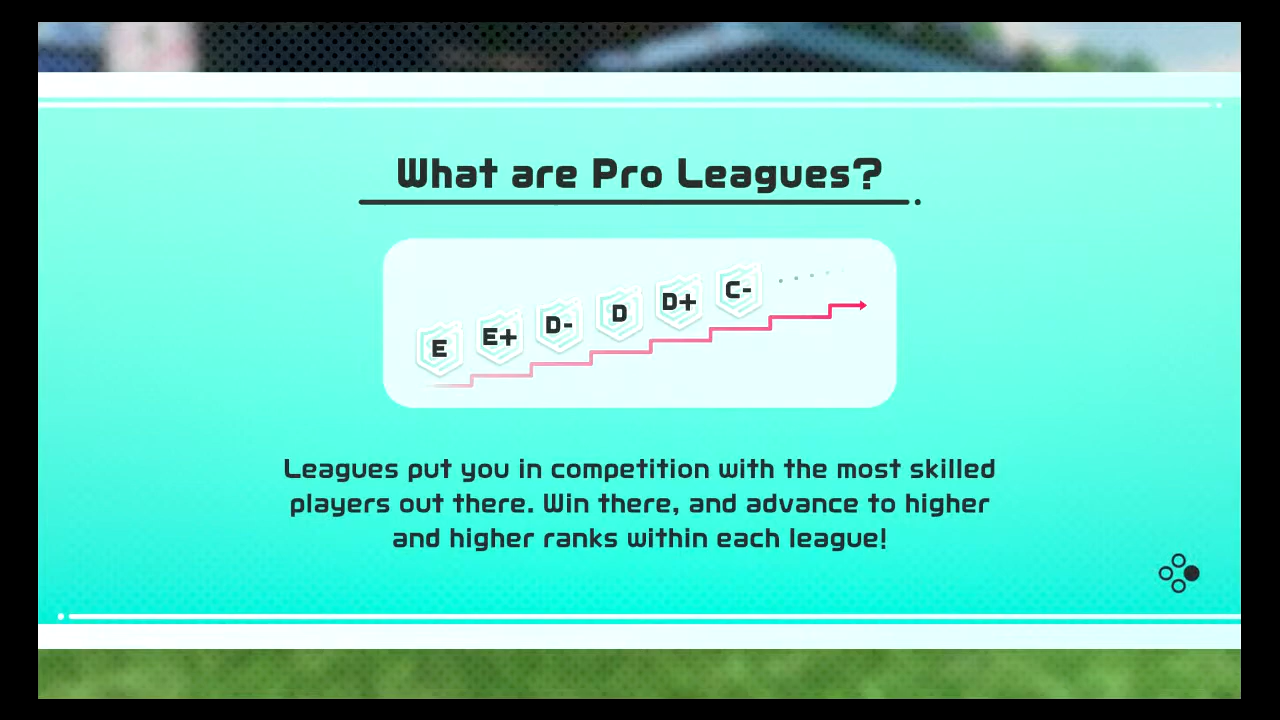 What are Pro Leagues?
E E+ D- D D+ C-
Leagues put you in competition with the most skilled
players out there. Win there, and advance to higher
and higher ranks within each league!